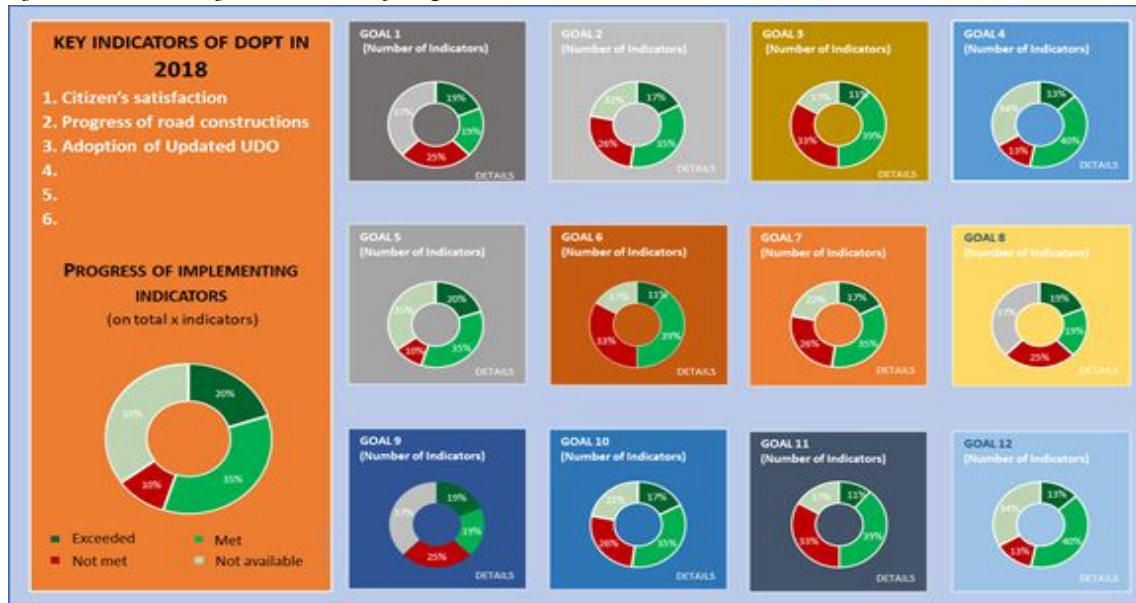 KEY INDICATORS OF DOPT IN
2018
1. Citizen's satisfaction
2. Progress of road constructions
3. Adoption of Updated UDO
4.
5.
6.
PROGRESS OF IMPLEMENTING
INDICATORS
(on total x indicators)
20%
35%
10%
Exceeded
Met
Not met
Not available
GOAL 1
(Number of Indicators)
19%
19%
25%
37%
DETAILS
GOAL 2
(Number of Indicators)
17%
35%
26%
22%
DETAILS
GOAL 3
(Number of Indicators)
11%
39%
33%
17%
DETAILS
GOAL 4
(Number of Indicators)
13%
40%
13%
34%
DETAILS
GOAL 5
(Number of Indicators)
20%
35%
10%
35%
DETAILS
GOAL 6
(Number of Indicators)
11%
39%
33%
17%
DETAILS
GOAL 7
(Number of Indicators)
17%
35%
26%
22%
DETAILS
GOAL 8
(Number of Indicators)
19%
19%
25%
37%
DETAILS
GOAL 9
(Number of Indicators)
19%
19%
25%
37%
DETAILS
GOAL 10
(Number of Indicators)
17%
35%
26%
22%
DETAILS
GOAL 11
(Number of Indicators)
11%
39%
33%
17%
DETAILS
GOAL 12
(Number of Indicators)
13%
40%
13%
34%
DETAILS